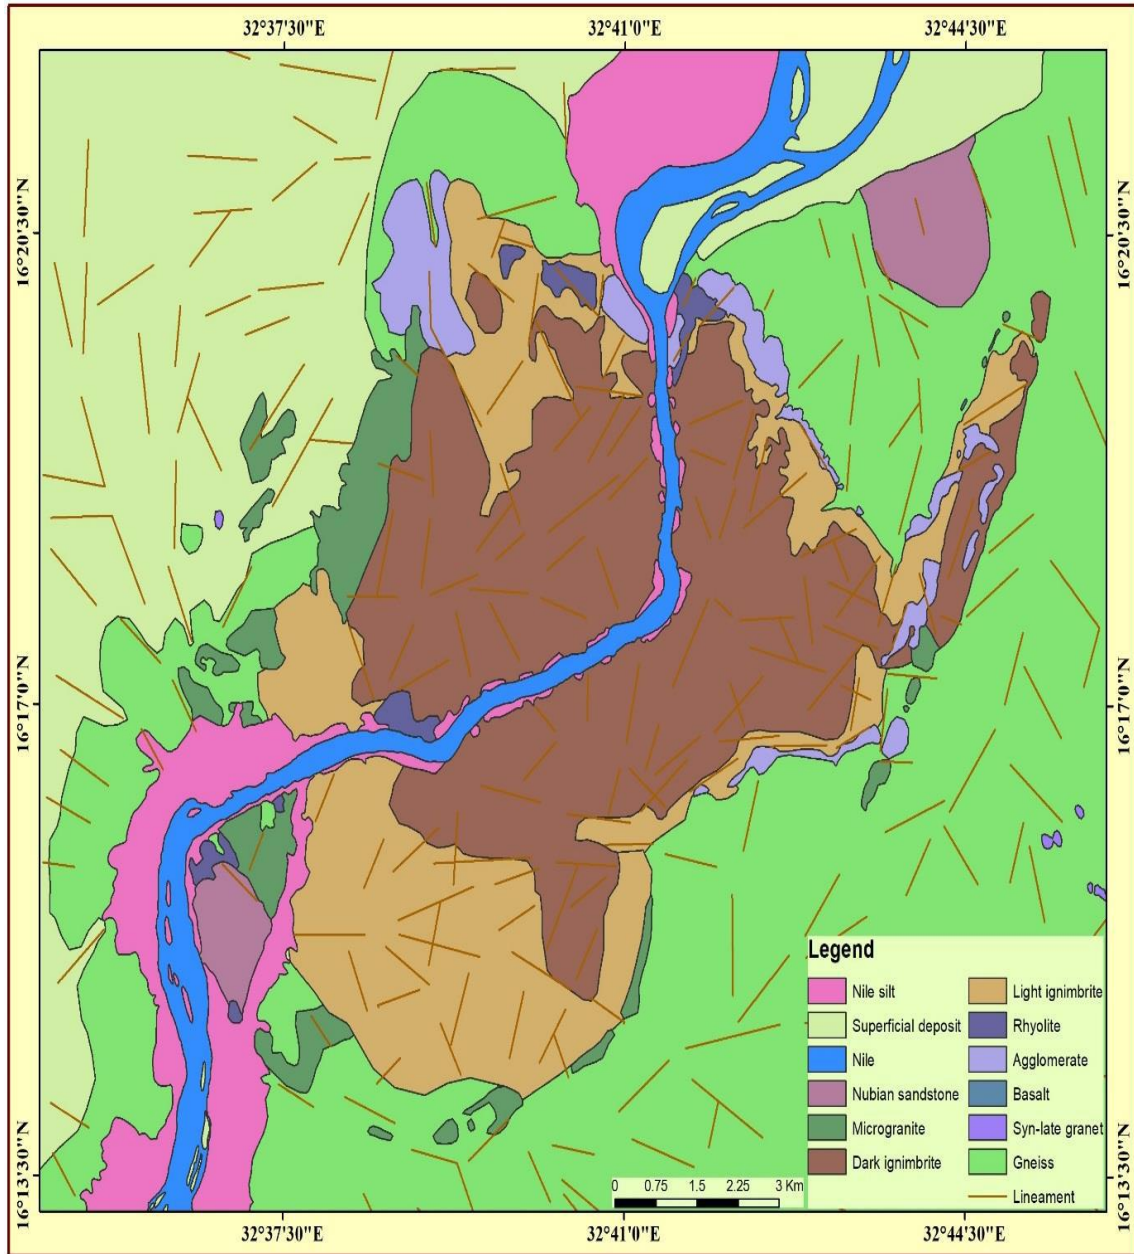 32°37'30"E 32°41'0"E 32°44'30"E
16°20'30"N 16°20'30"N
16°17'0"N 16°17'0"N
Legend
Nile silt
Superficial deposit
Nile
Nubian sandstone
Microgranite
Dark ignimbrite
Light ignimbrite
Rhyolite
Agglomerate
Basalt
Syn-late granet
Gneiss
Lineament
0 0.75 1.5 2.25 3 Km
16°13'30"N 16°13'30"N
32°37'30"E 32°41'0"E 32°44'30"E